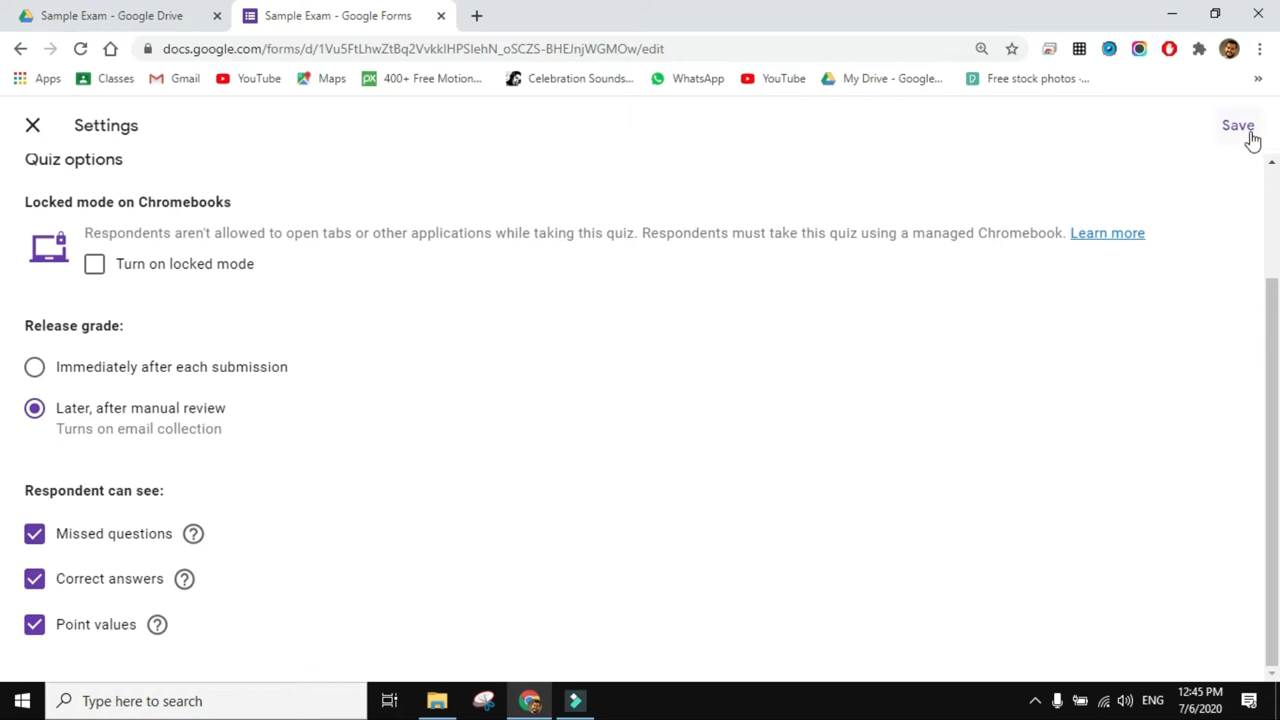 Sample Exam - Google Drive
Sample Exam - Google Forms
docs.google.com/forms/d/1Vu5FtLhwZtBq2VvkklHPSlehN_oSCZS-BHEJnjWGMOw/edit
Apps Classes Gmail YouTube Maps 400+ Free Motion... Celebration Sounds... WhatsApp YouTube My Drive - Google... Free stock photos -... »
Settings
Save
Quiz options
Locked mode on Chromebooks
Respondents aren't allowed to open tabs or other applications while taking this quiz. Respondents must take this quiz using a managed Chromebook. Learn more
Turn on locked mode
Release grade:
Immediately after each submission
Later, after manual review
Turns on email collection
Respondent can see:
Missed questions
Correct answers
Point values
Type here to search
ENG
12:45 PM
7/6/2020